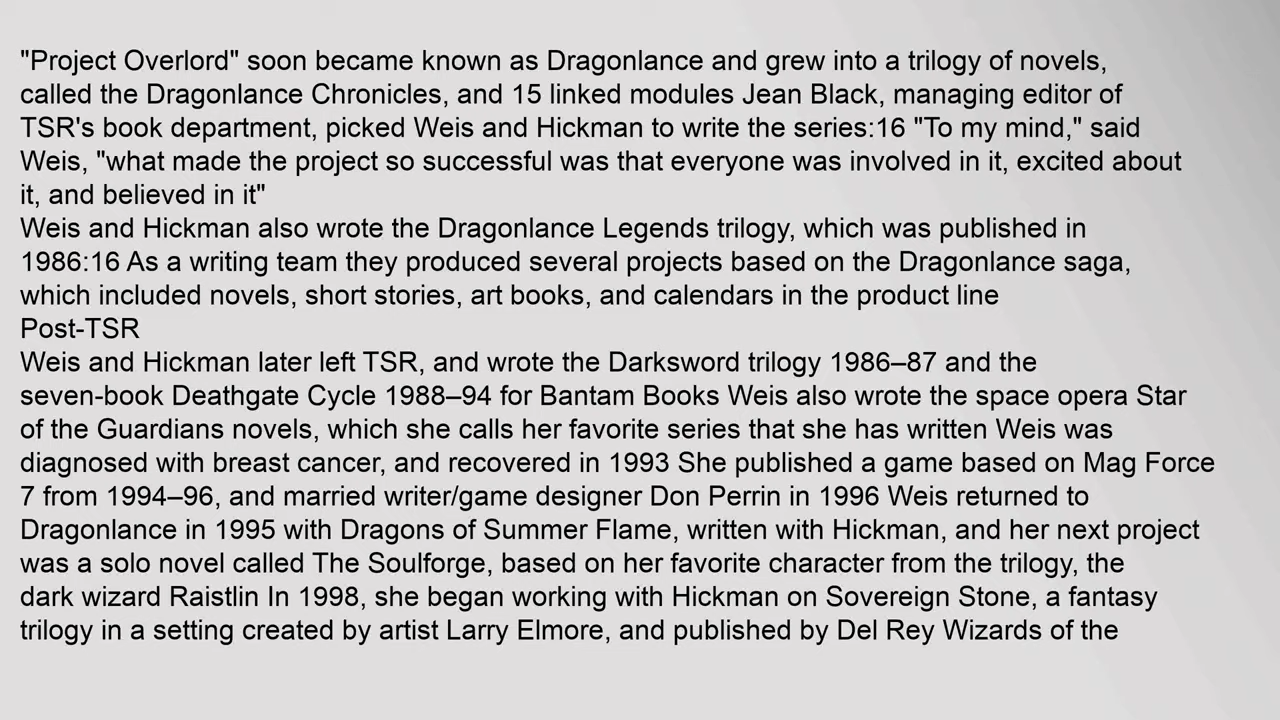 "Project Overlord" soon became known as Dragonlance and grew into a trilogy of novels,
called the Dragonlance Chronicles, and 15 linked modules Jean Black, managing editor of
TSR's book department, picked Weis and Hickman to write the series:16 "To my mind," said
Weis, "what made the project so successful was that everyone was involved in it, excited about
it, and believed in it"
Weis and Hickman also wrote the Dragonlance Legends trilogy, which was published in
1986:16 As a writing team they produced several projects based on the Dragonlance saga,
which included novels, short stories, art books, and calendars in the product line
Post-TSR
Weis and Hickman later left TSR, and wrote the Darksword trilogy 1986–87 and the
seven-book Deathgate Cycle 1988–94 for Bantam Books Weis also wrote the space opera Star
of the Guardians novels, which she calls her favorite series that she has written Weis was
diagnosed with breast cancer, and recovered in 1993 She published a game based on Mag Force
7 from 1994–96, and married writer/game designer Don Perrin in 1996 Weis returned to
Dragonlance in 1995 with Dragons of Summer Flame, written with Hickman, and her next project
was a solo novel called The Soulforge, based on her favorite character from the trilogy, the
dark wizard Raistlin In 1998, she began working with Hickman on Sovereign Stone, a fantasy
trilogy in a setting created by artist Larry Elmore, and published by Del Rey Wizards of the